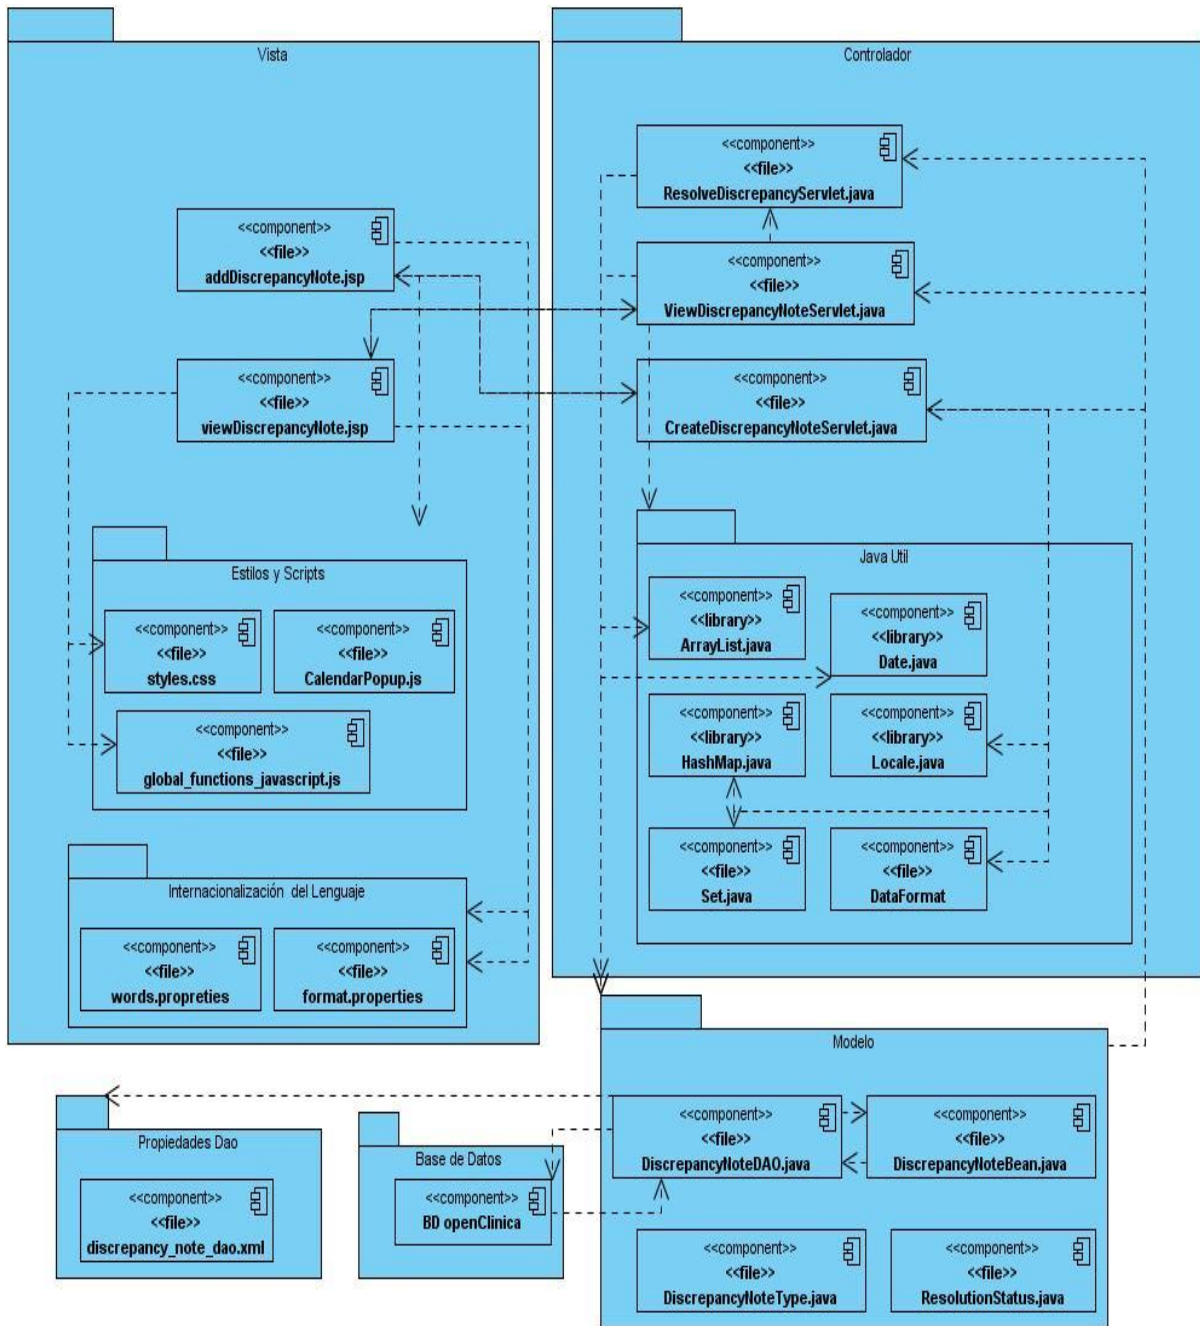 Vista
<<component>>
<<file>>
addDiscrepancyNote.jsp
<<component>>
<<file>>
viewDiscrepancyNote.jsp
Estilos y Scripts
<<component>>
<<file>>
styles.css
<<component>>
<<file>>
CalendarPopup.js
<<component>>
<<file>>
global_functions_javascript.js
Internacionalización del Lenguaje
<<component>>
<<file>>
words.propreties
<<component>>
<<file>>
format.properties
Controlador
<<component>>
<<file>>
ResolveDiscrepancyServlet.java
<<component>>
<<file>>
ViewDiscrepancyNoteServlet.java
<<component>>
<<file>>
CreateDiscrepancyNoteServlet.java
Java Util
<<component>>
<<library>>
ArrayList.java
<<component>>
<<library>>
Date.java
<<component>>
<<library>>
HashMap.java
<<component>>
<<library>>
Locale.java
<<component>>
<<file>>
Set.java
<<component>>
<<file>>
DataFormat
Modelo
<<component>>
<<file>>
DiscrepancyNoteDAO.java
<<component>>
<<file>>
DiscrepancyNoteBean.java
<<component>>
<<file>>
DiscrepancyNoteType.java
<<component>>
<<file>>
ResolutionStatus.java
Propiedades Dao
<<component>>
<<file>>
discrepancy_note_dao.xml
Base de Datos
<<component>>
BD openClinica